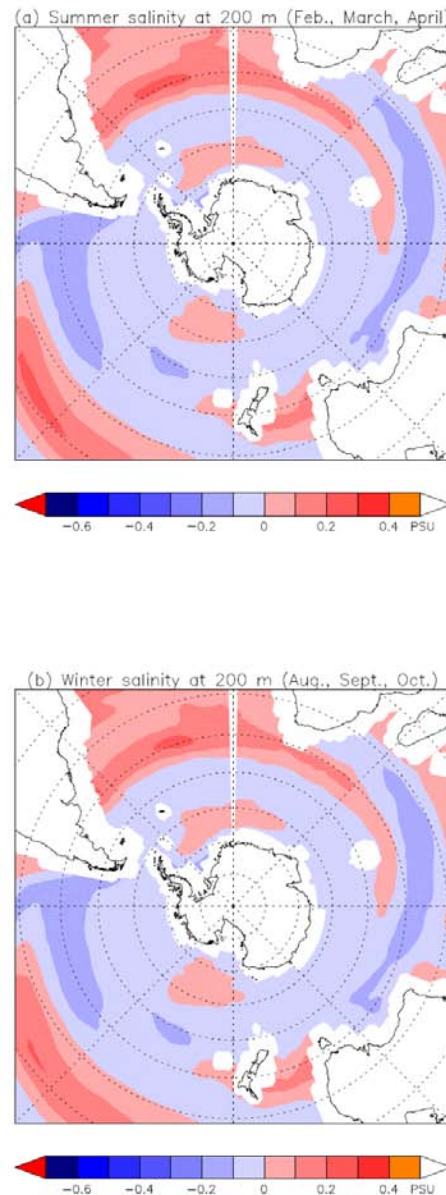 (a) Summer salinity at 200 m (Feb., March, April)
−0.6 −0.4 −0.2 0 0.2 0.4 PSU
(b) Winter salinity at 200 m (Aug., Sept., Oct.)
−0.6 −0.4 −0.2 0 0.2 0.4 PSU